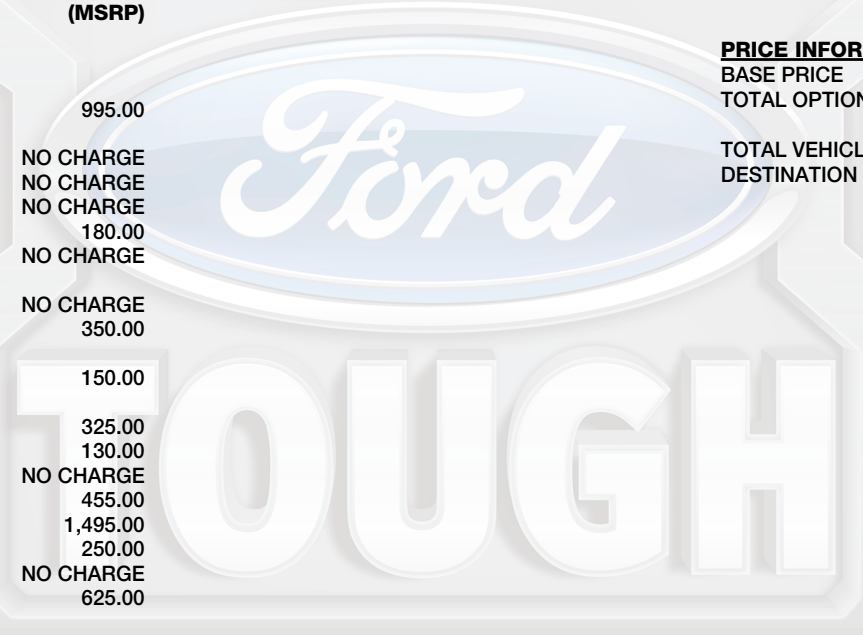 (MSRP)
995.00
NO CHARGE
NO CHARGE
NO CHARGE
180.00
NO CHARGE
NO CHARGE
350.00
150.00
325.00
130.00
NO CHARGE
455.00
1,495.00
250.00
NO CHARGE
625.00
PRICE INFOR
BASE PRICE
TOTAL OPTION
TOTAL VEHICL
DESTINATION
Ford
TOUGH